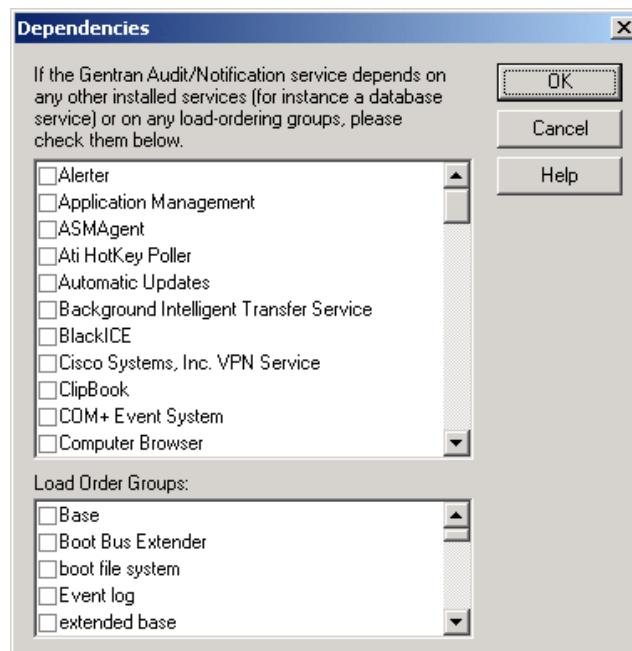 Dependencies
If the Gentran Audit/Notification service depends on
any other installed services (for instance a database
service) or on any load-ordering groups, please
check them below.
OK
Cancel
Help
Alerter
Application Management
ASMAgent
Ati HotKey Poller
Automatic Updates
Background Intelligent Transfer Service
BlackICE
Cisco Systems, Inc. VPN Service
ClipBook
COM+ Event System
Computer Browser
Load Order Groups:
Base
Boot Bus Extender
boot file system
Event log
extended base